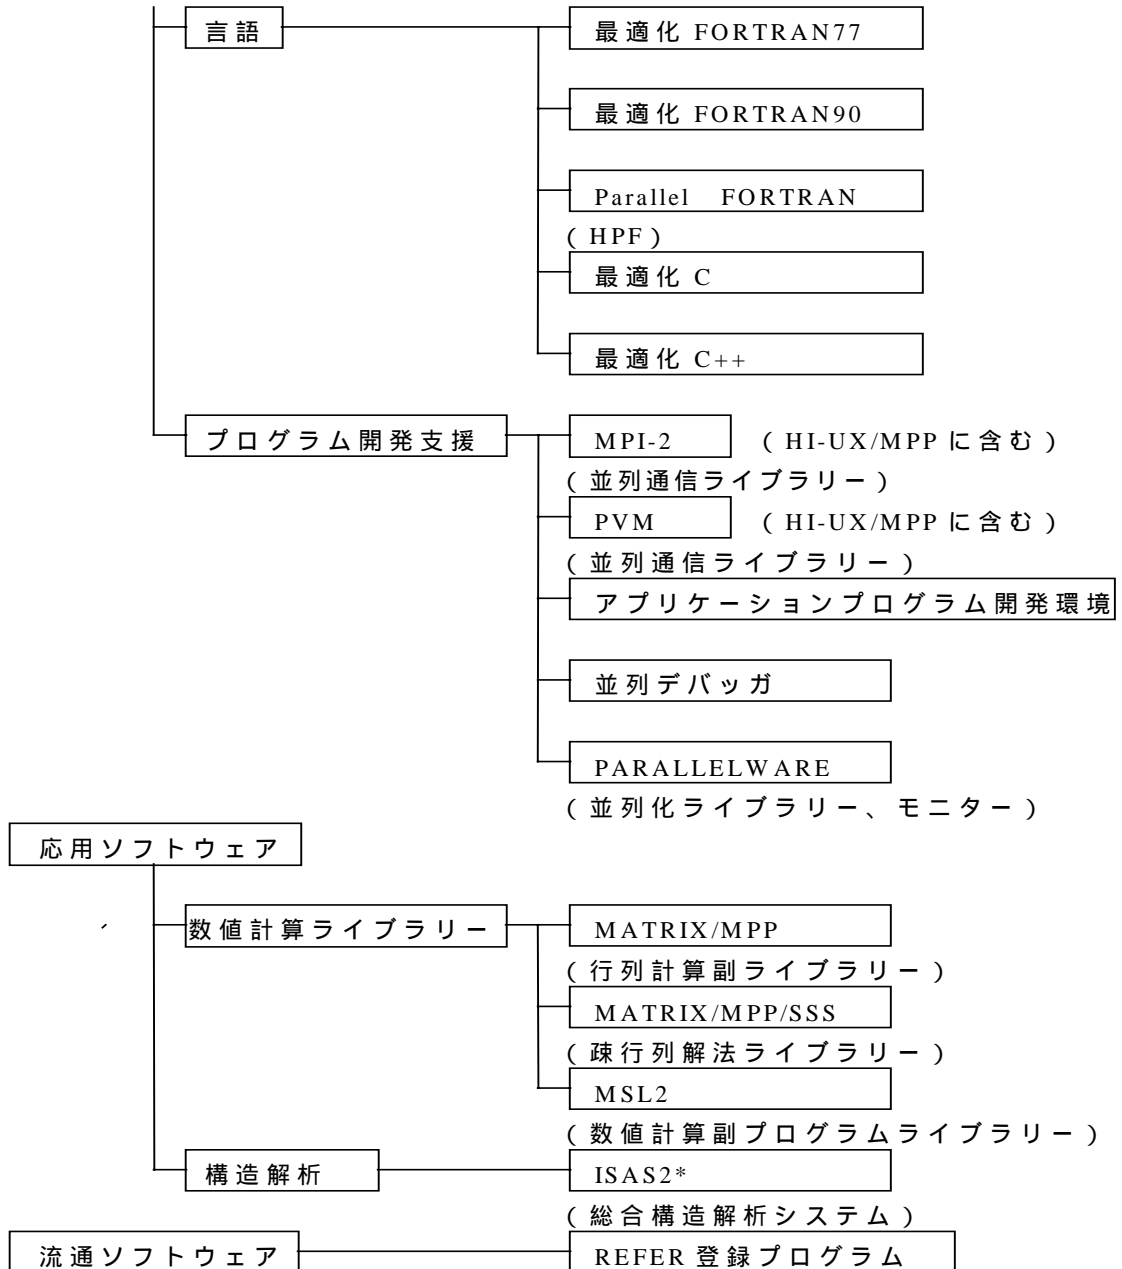 言語
最適化 FORTRAN77
最適化 FORTRAN90
Parallel FORTRAN
(HPF)
最適化 C
最適化 C++
プログラム開発支援
MPI-2 (HI-UX/MPP に含む)
(並列通信ライブラリー)
PVM (HI-UX/MPP に含む)
(並列通信ライブラリー)
アプリケーションプログラム開発環境
並列デバッガ
PARALLELWARE
(並列化ライブラリー、モニター)
応用ソフトウェア
数値計算ライブラリー
MATRIX/MPP
(行列計算副ライブラリー)
MATRIX/MPP/SSS
(疎行列解法ライブラリー)
MSL2
(数値計算副プログラムライブラリー)
構造解析
ISAS2*
(総合構造解析システム)
流通ソフトウェア
REFER 登録プログラム